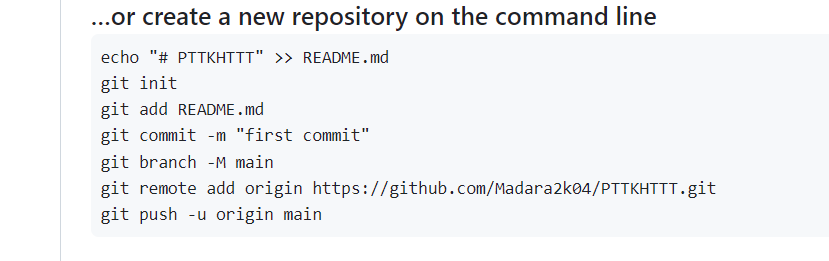 ...or create a new repository on the command line
echo "# PTTKHTTT" >> README.md
git init
git add README.md
git commit -m "first commit"
git branch -M main
git remote add origin https://github.com/Madara2k04/PTTKHTTT.git
git push -u origin main